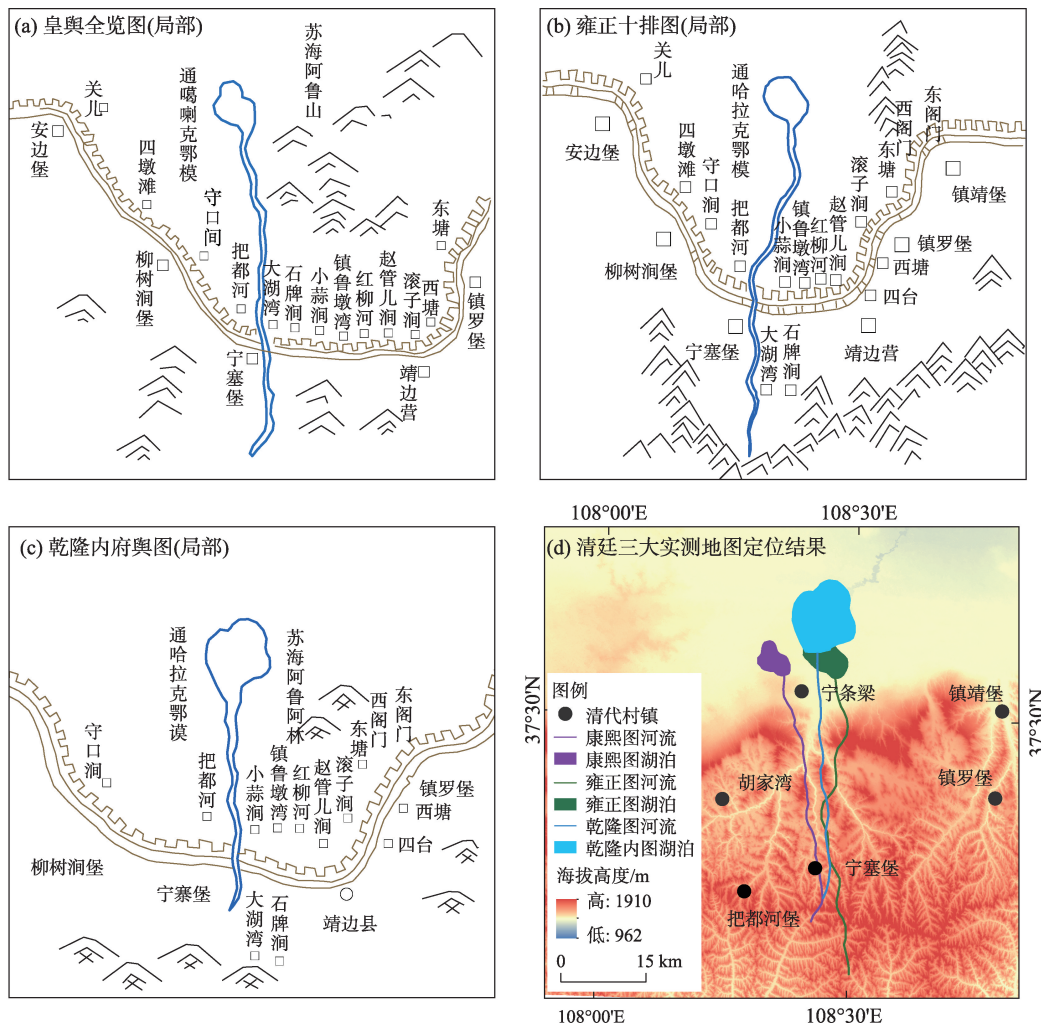 (a) 皇舆全览图(局部)
苏海阿鲁山
通噶喇克鄂模
关儿
安边堡
四墩滩
守口间
柳树涧堡
把都河
大湖湾
石牌涧
小蒜涧
镇鲁墩湾
红柳河
赵管儿涧
滚子涧
西塘
东塘
镇罗堡
宁塞堡
靖边营
(b) 雍正十排图(局部)
关儿
安边堡
四墩滩
守口涧
通哈拉克鄂模
把都河
柳树涧堡
小蒜涧
镇鲁墩湾
红柳河
赵管儿涧
滚子涧
东塘
西阁门
东阁门
镇靖堡
镇罗堡
西塘
四台
宁塞堡
大湖湾
石牌涧
靖边营
(c) 乾隆内府舆图(局部)
通哈拉克鄂谟
苏海阿鲁阿林
守口涧
把都河
小蒜涧
镇鲁墩湾
红柳河
赵管儿涧
滚子涧
东塘
西阁门
东阁门
镇罗堡
西塘
四台
柳树涧堡
宁寨堡
大湖湾
石牌涧
靖边县
108°00'E
108°30'E
(d) 清廷三大实测地图定位结果
37°30'N
37°30'N
宁条梁
镇靖堡
胡家湾
镇罗堡
宁塞堡
把都河堡
图例
清代村镇
康熙图河流
康熙图湖泊
雍正图河流
雍正图湖泊
乾隆图河流
乾隆内图湖泊
海拔高度/m
高: 1910
低: 962
0
15 km
108°00'E
108°30'E